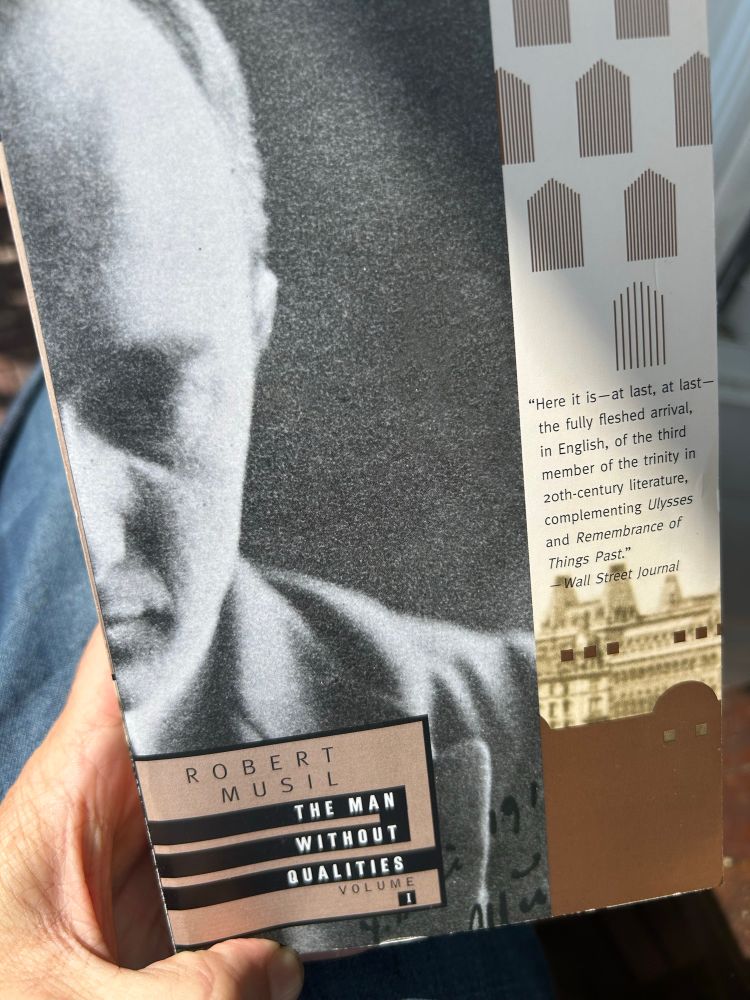 “Here it is—at last, at last—
the fully fleshed arrival,
in English, of the third
member of the trinity in
20th-century literature,
complementing Ulysses
and Remembrance of
Things Past.”
—Wall Street Journal
ROBERT
MUSIL
THE MAN
WITHOUT
QUALITIES
VOLUME
I